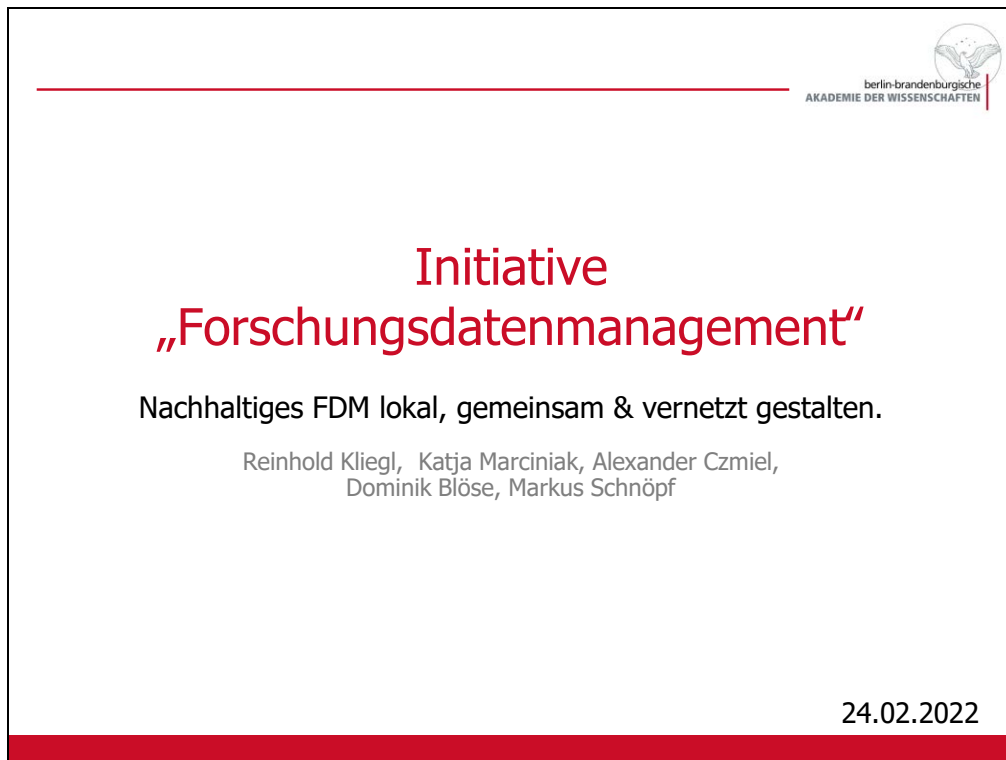 berlin-brandenburgische
AKADEMIE DER WISSENSCHAFTEN
Initiative
„Forschungsdatenmanagement“
Nachhaltiges FDM lokal, gemeinsam & vernetzt gestalten.
Reinhold Kliegl, Katja Marciniak, Alexander Czmiel,
Dominik Blöse, Markus Schnöpf
24.02.2022